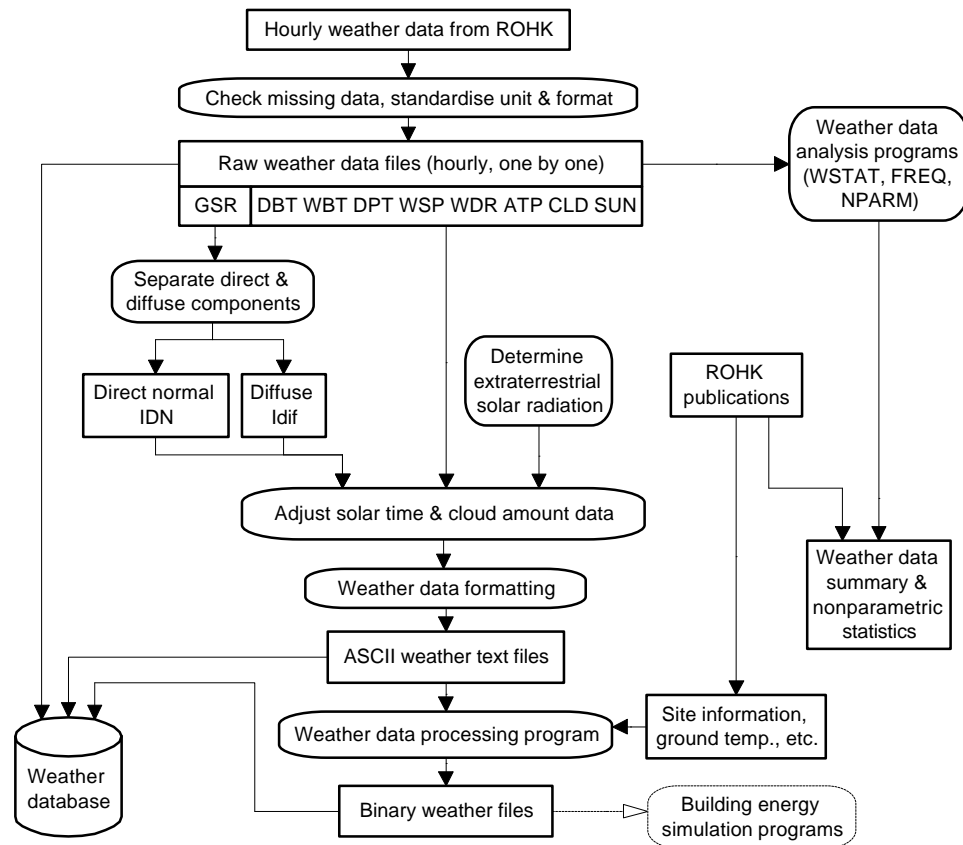 Hourly weather data from ROHK
Check missing data, standardise unit & format
Raw weather data files (hourly, one by one)
GSR
DBT WBT DPT WSP WDR ATP CLD SUN
Weather data
analysis programs
(WSTAT, FREQ,
NPARM)
Separate direct &
diffuse components
Direct normal
IDN
Diffuse
Idif
Determine
extraterrestrial
solar radiation
ROHK
publications
Adjust solar time & cloud amount data
Weather data formatting
Weather data
summary &
nonparametric
statistics
ASCII weather text files
Weather data processing program
Site information,
ground temp., etc.
Weather
database
Binary weather files
Building energy
simulation programs